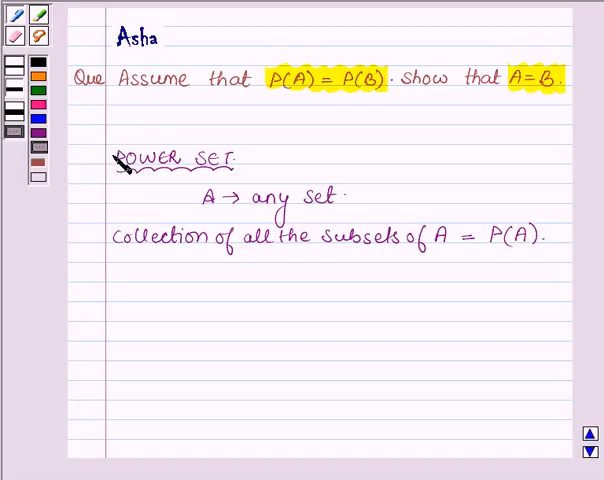 Asha
Que Assume that P(A) = P(B). show that A=B.
POWER SET.
A → any set.
Collection of all the subsets of A = P(A).